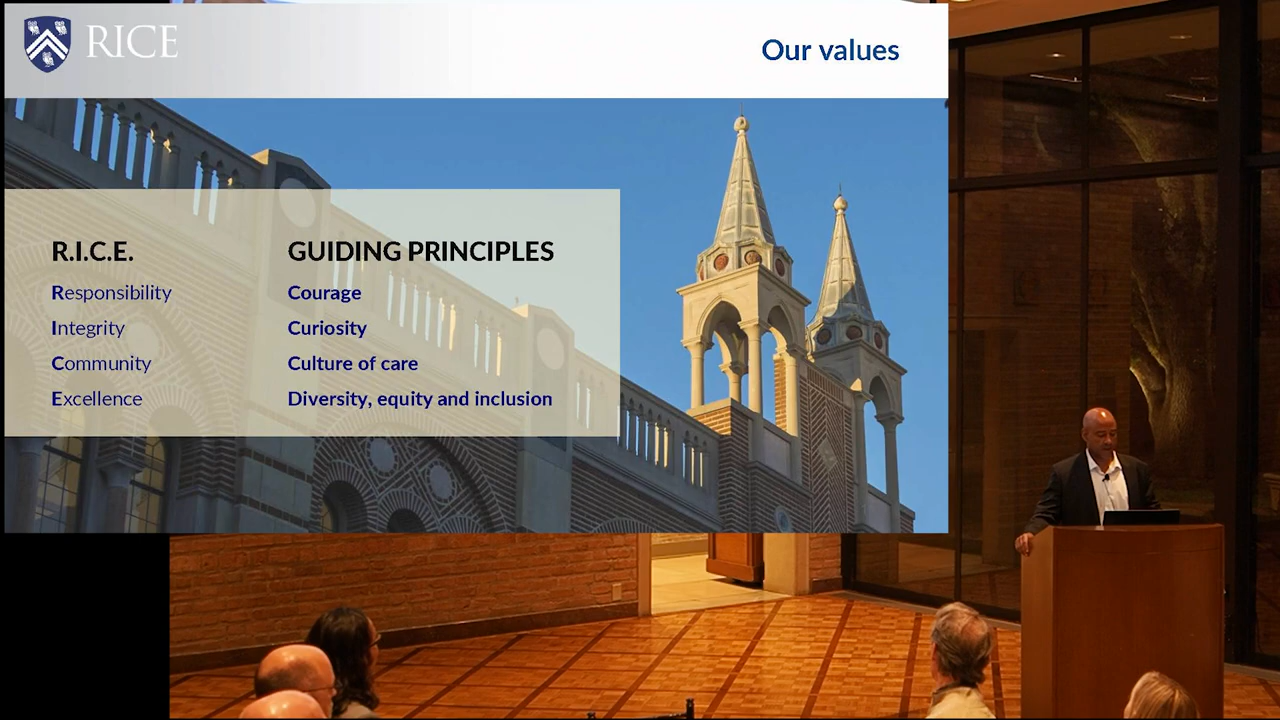 RICE
Our values
R.I.C.E.
Responsibility
Integrity
Community
Excellence
GUIDING PRINCIPLES
Courage
Curiosity
Culture of care
Diversity, equity and inclusion